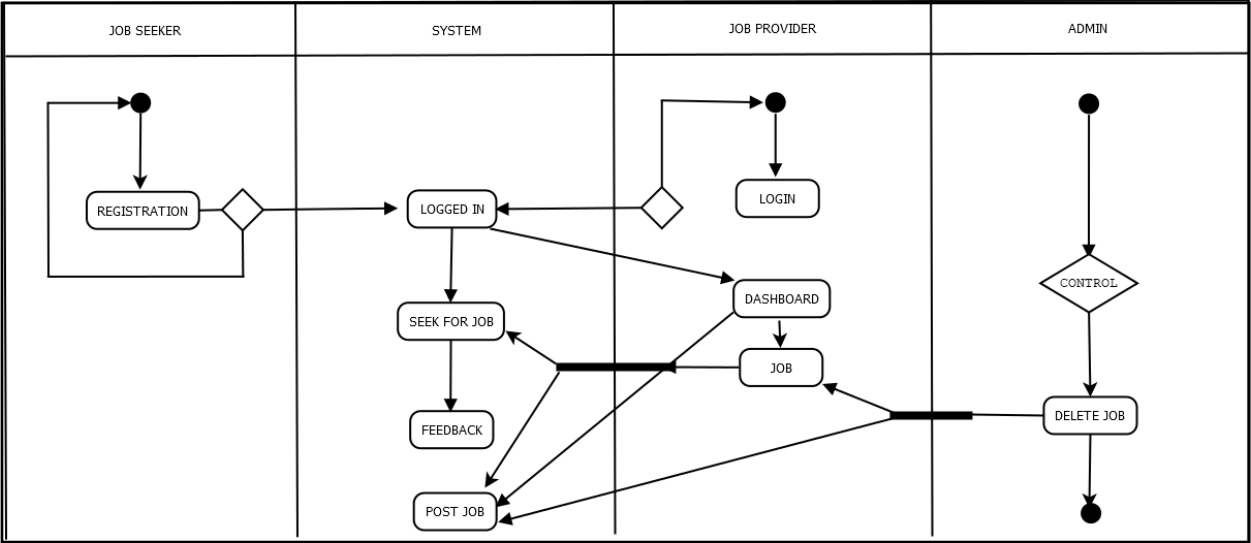 JOB SEEKER
SYSTEM
JOB PROVIDER
ADMIN
REGISTRATION
LOGGED IN
LOGIN
CONTROL
DASHBOARD
SEEK FOR JOB
JOB
DELETE JOB
FEEDBACK
POST JOB